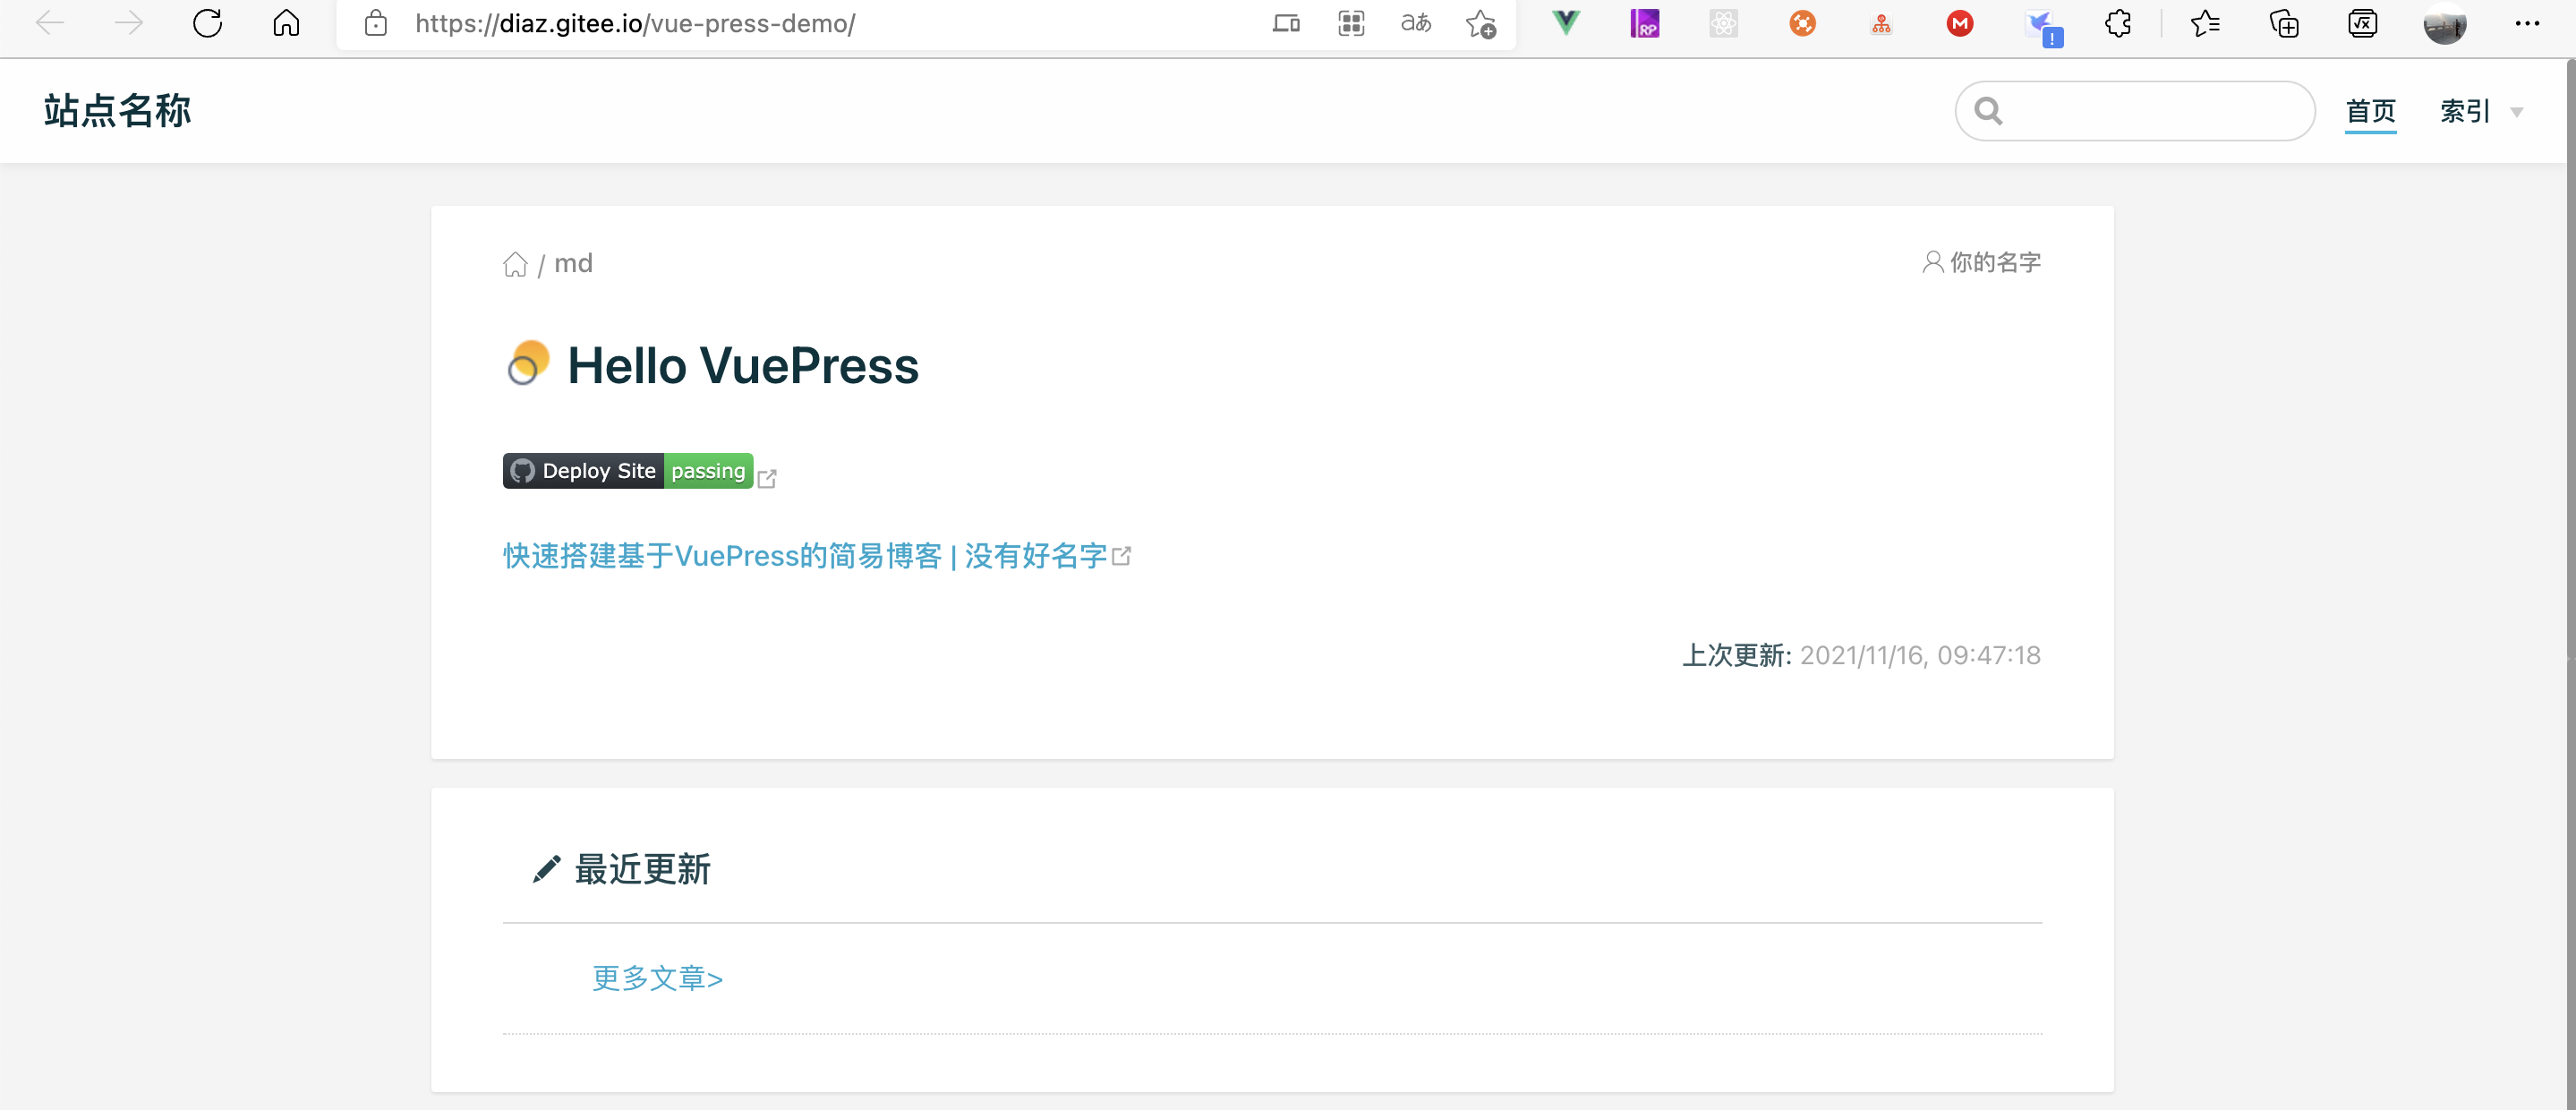 https://diaz.gitee.io/vue-press-demo/
aあ
RP
M
!
√x
站点名称
首页
索引
/ md
你的名字
Hello VuePress
Deploy Site passing
快速搭建基于VuePress的简易博客 | 没有好名字
上次更新: 2021/11/16, 09:47:18
最近更新
更多文章>